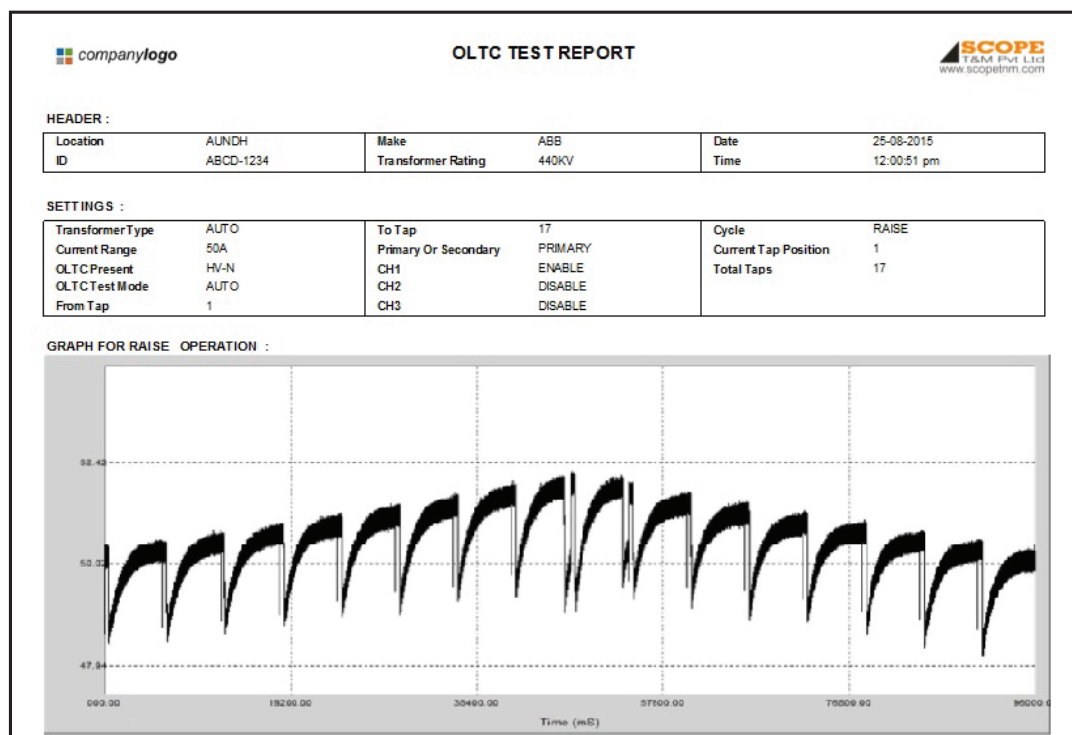 companylogo
OLTC TEST REPORT
SCOPE
T&M Pvt Ltd
www.scopetnm.com
HEADER :
Location AUNDH Make ABB Date 25-08-2015
ID ABCD-1234 Transformer Rating 440KV Time 12:00:51 pm
SETTINGS :
Transformer Type AUTO To Tap 17 Cycle RAISE
Current Range 50A Primary Or Secondary PRIMARY Current Tap Position 1
OLTC Present HV-N CH1 ENABLE Total Taps 17
OLTC Test Mode AUTO CH2 DISABLE
From Tap 1 CH3 DISABLE
GRAPH FOR RAISE OPERATION :
47.94
000.00 19200.00 38400.00 57600.00 76800.00
Time (mS)